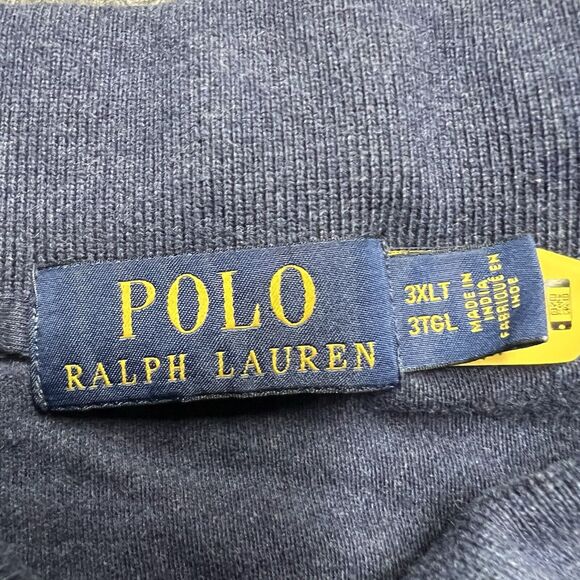 POLO
RALPH LAUREN
3XLT
3TGL
MADE IN
INDIA
FABRIQUÉ EN
INDE